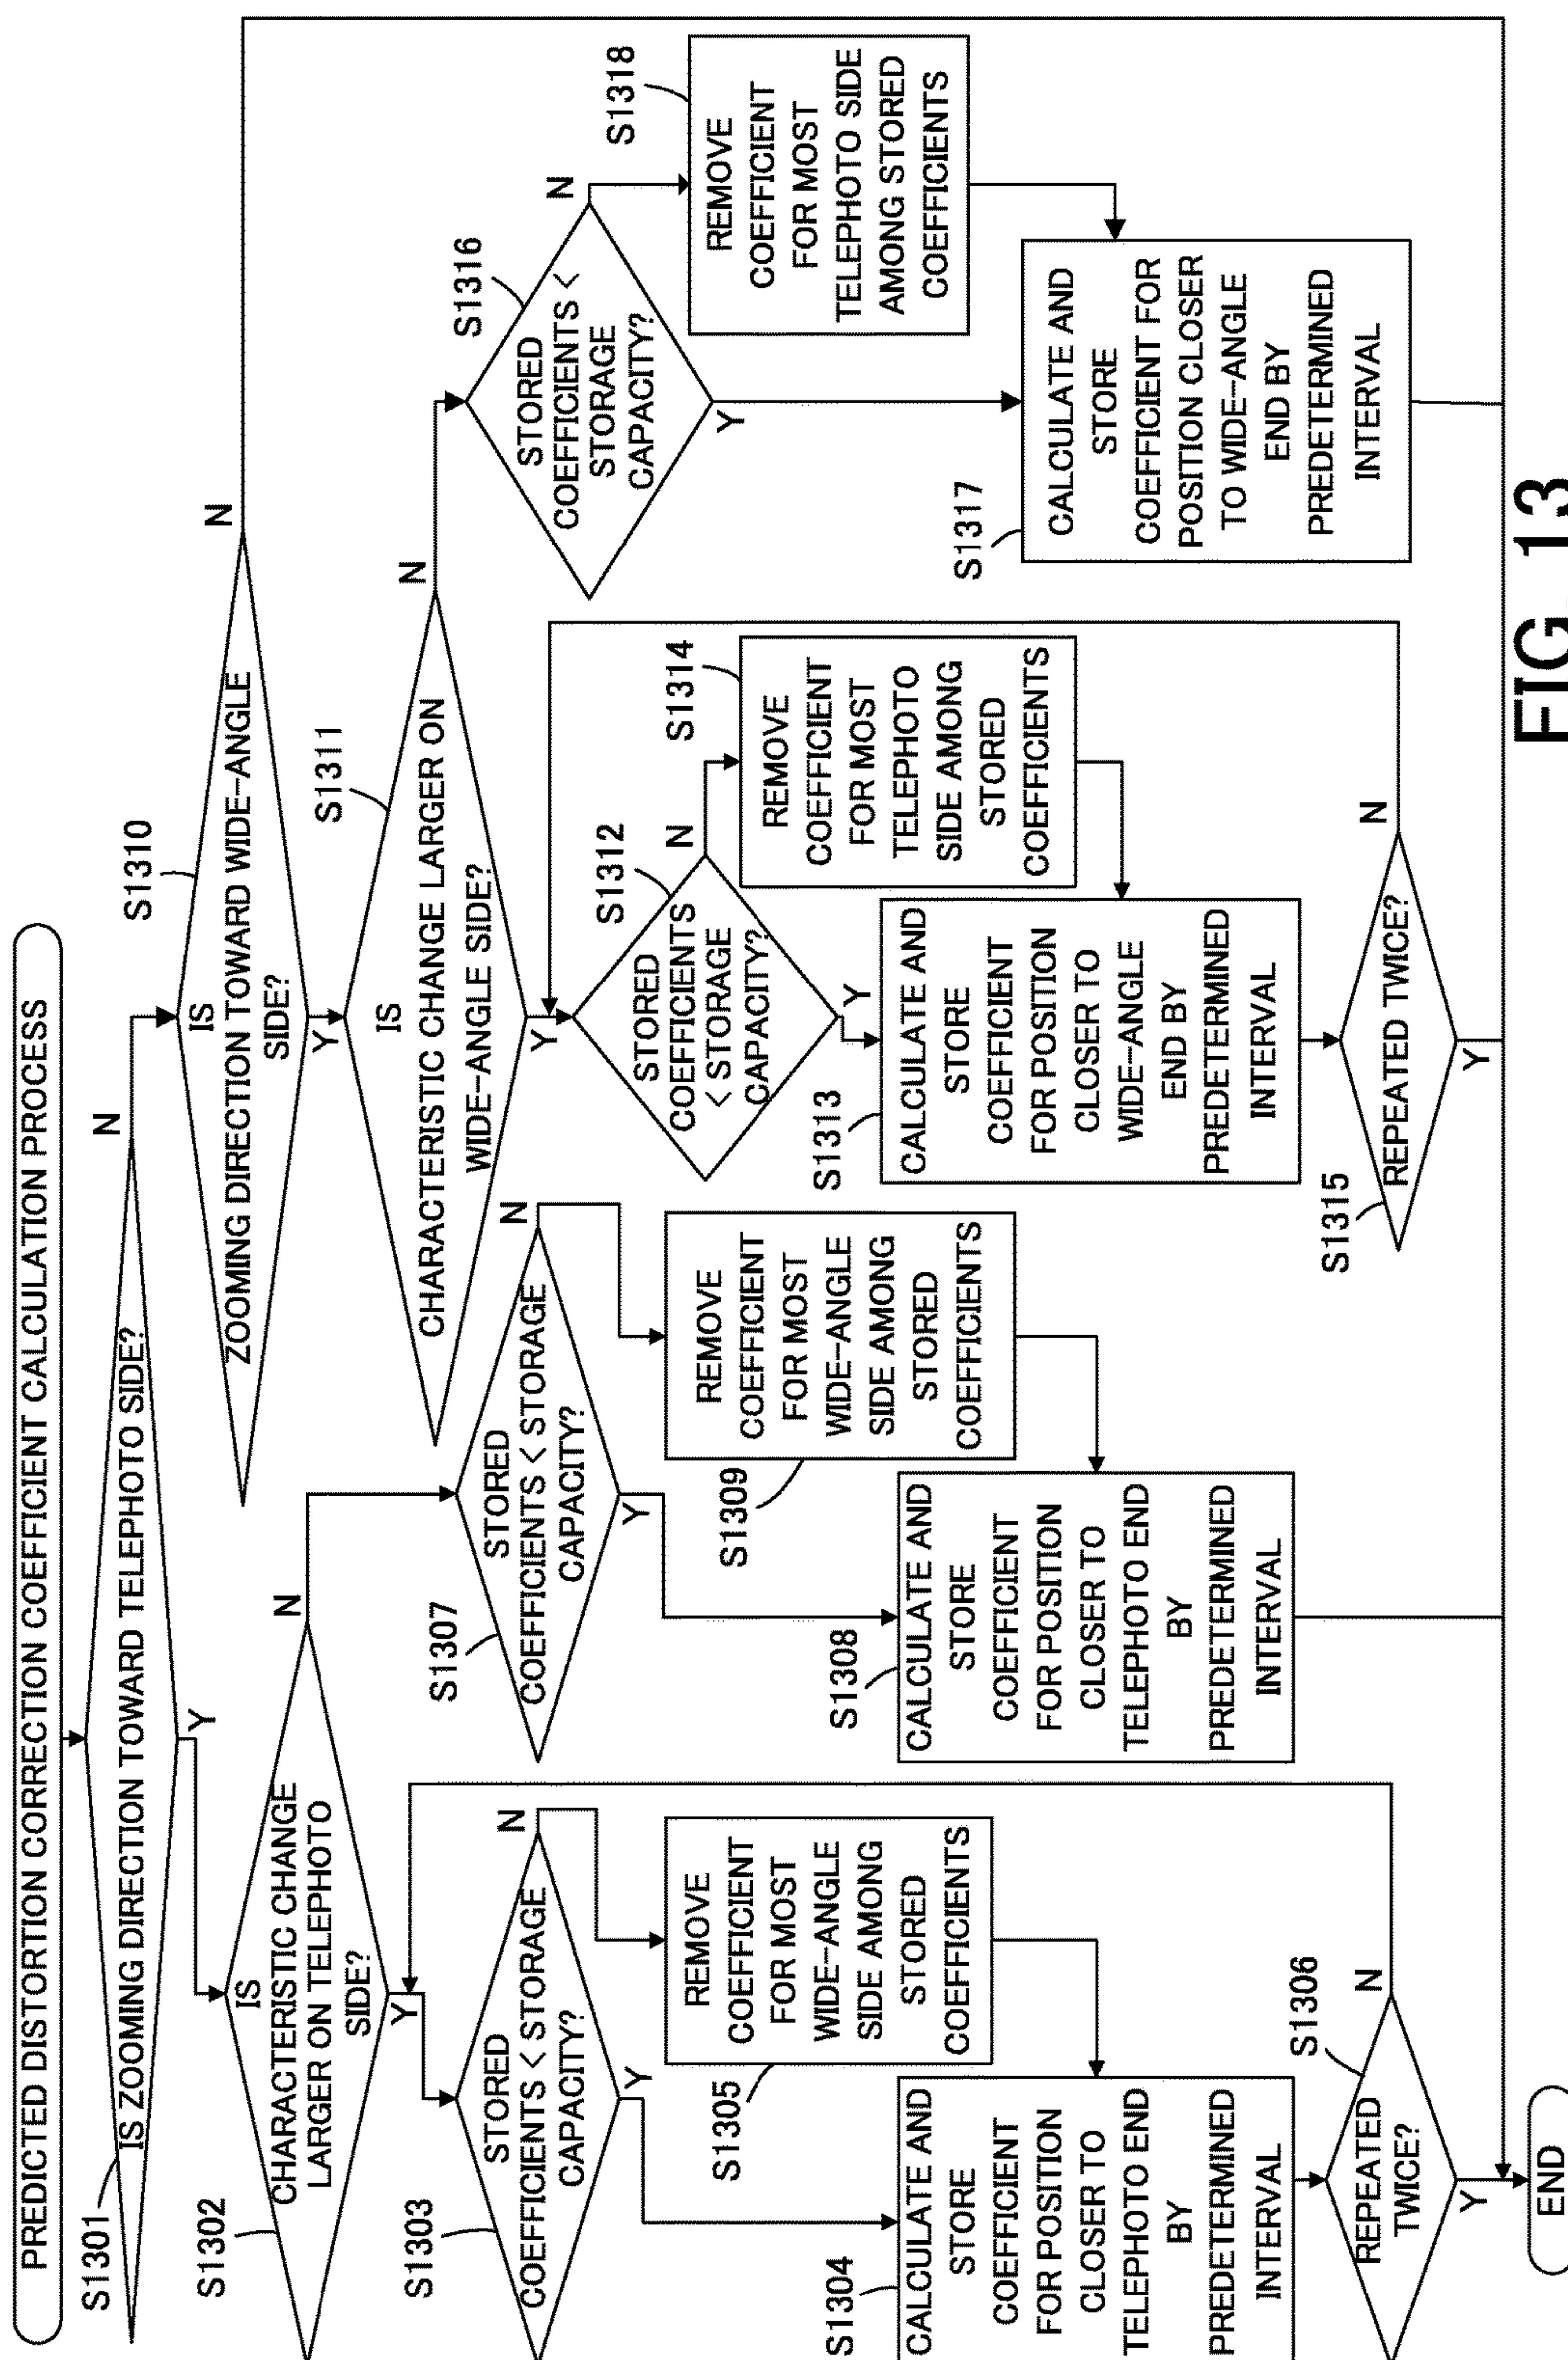 PREDICTED DISTORTION CORRECTION COEFFICIENT CALCULATION PROCESS
S1301
IS ZOOMING DIRECTION TOWARD TELEPHOTO SIDE?
N
Y
S1302
IS
CHARACTERISTIC CHANGE
LARGER ON TELEPHOTO
SIDE?
N
Y
S1303
STORED
COEFFICIENTS < STORAGE
CAPACITY?
N
Y
S1305
REMOVE
COEFFICIENT
FOR MOST
WIDE-ANGLE
SIDE AMONG
STORED
COEFFICIENTS
S1304
CALCULATE AND
STORE
COEFFICIENT
FOR POSITION
CLOSER TO
TELEPHOTO END
BY
PREDETERMINED
INTERVAL
S1306
REPEATED
TWICE?
N
Y
S1307
STORED
COEFFICIENTS < STORAGE
CAPACITY?
N
Y
S1309
REMOVE
COEFFICIENT
FOR MOST
WIDE-ANGLE
SIDE AMONG
STORED
COEFFICIENTS
S1308
CALCULATE AND
STORE
COEFFICIENT
FOR POSITION
CLOSER TO
TELEPHOTO END
BY
PREDETERMINED
INTERVAL
S1310
IS
ZOOMING DIRECTION TOWARD WIDE-ANGLE
SIDE?
N
Y
S1311
IS
CHARACTERISTIC CHANGE LARGER ON
WIDE-ANGLE SIDE?
N
Y
S1312
STORED
COEFFICIENTS
< STORAGE
CAPACITY?
N
Y
S1314
REMOVE
COEFFICIENT
FOR MOST
TELEPHOTO
SIDE AMONG
STORED
COEFFICIENTS
S1313
CALCULATE AND
STORE
COEFFICIENT
FOR POSITION
CLOSER TO
WIDE-ANGLE
END BY
PREDETERMINED
INTERVAL
S1315
REPEATED TWICE?
N
Y
S1316
STORED
COEFFICIENTS <
STORAGE
CAPACITY?
N
Y
S1318
REMOVE
COEFFICIENT
FOR MOST
TELEPHOTO SIDE
AMONG STORED
COEFFICIENTS
S1317
CALCULATE AND
STORE
COEFFICIENT FOR
POSITION CLOSER
TO WIDE-ANGLE
END BY
PREDETERMINED
INTERVAL
END
FIG. 13